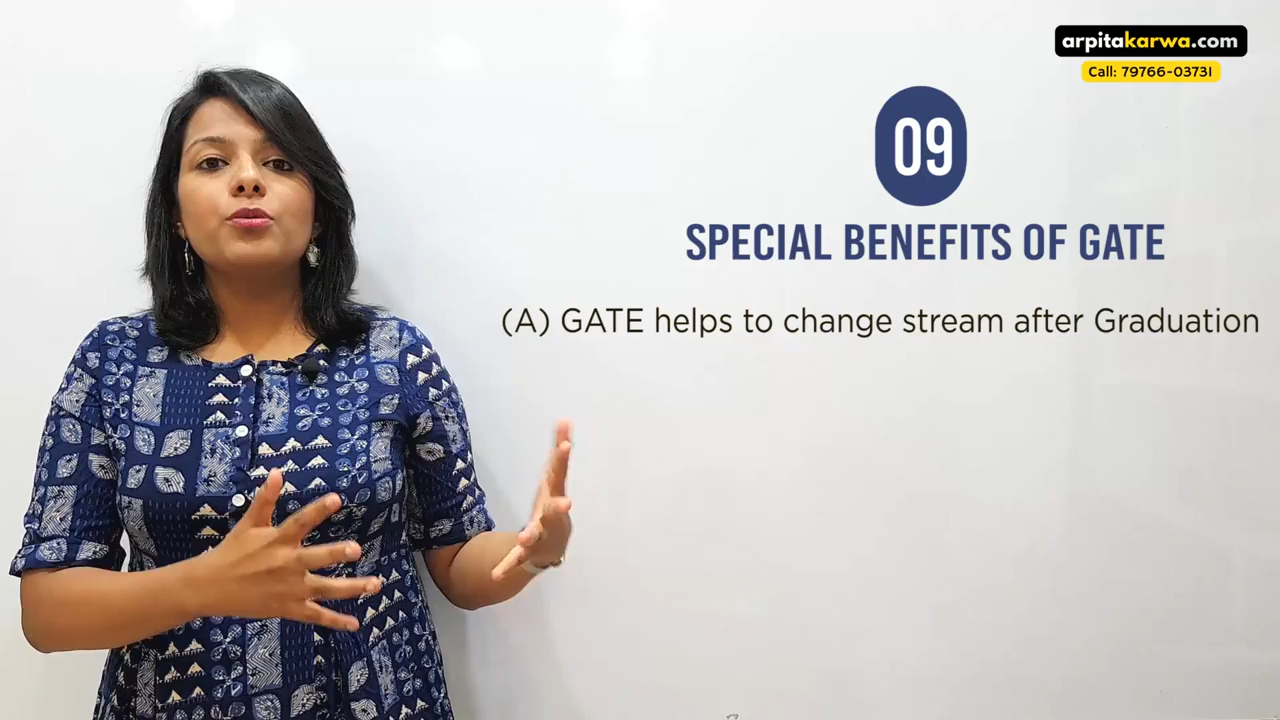 arpitakarwa.com
Call: 79766-03731
09
SPECIAL BENEFITS OF GATE
(A) GATE helps to change stream after Graduation